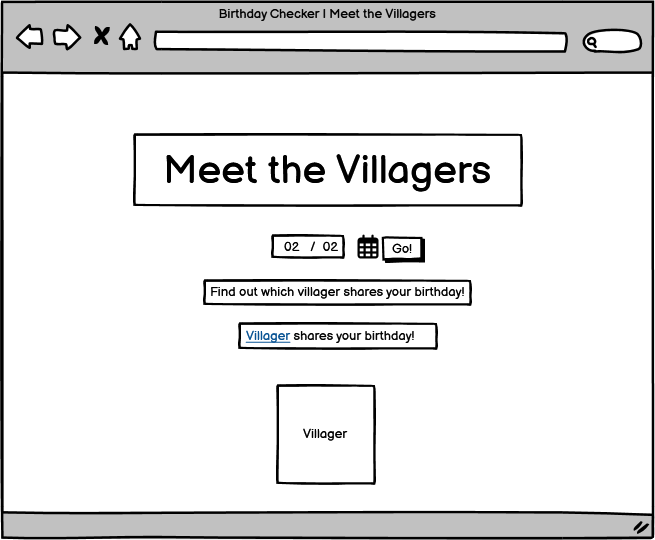 Birthday Checker | Meet the Villagers
Meet the Villagers
02 / 02 Go!
Find out which villager shares your birthday!
Villager shares your birthday!
Villager